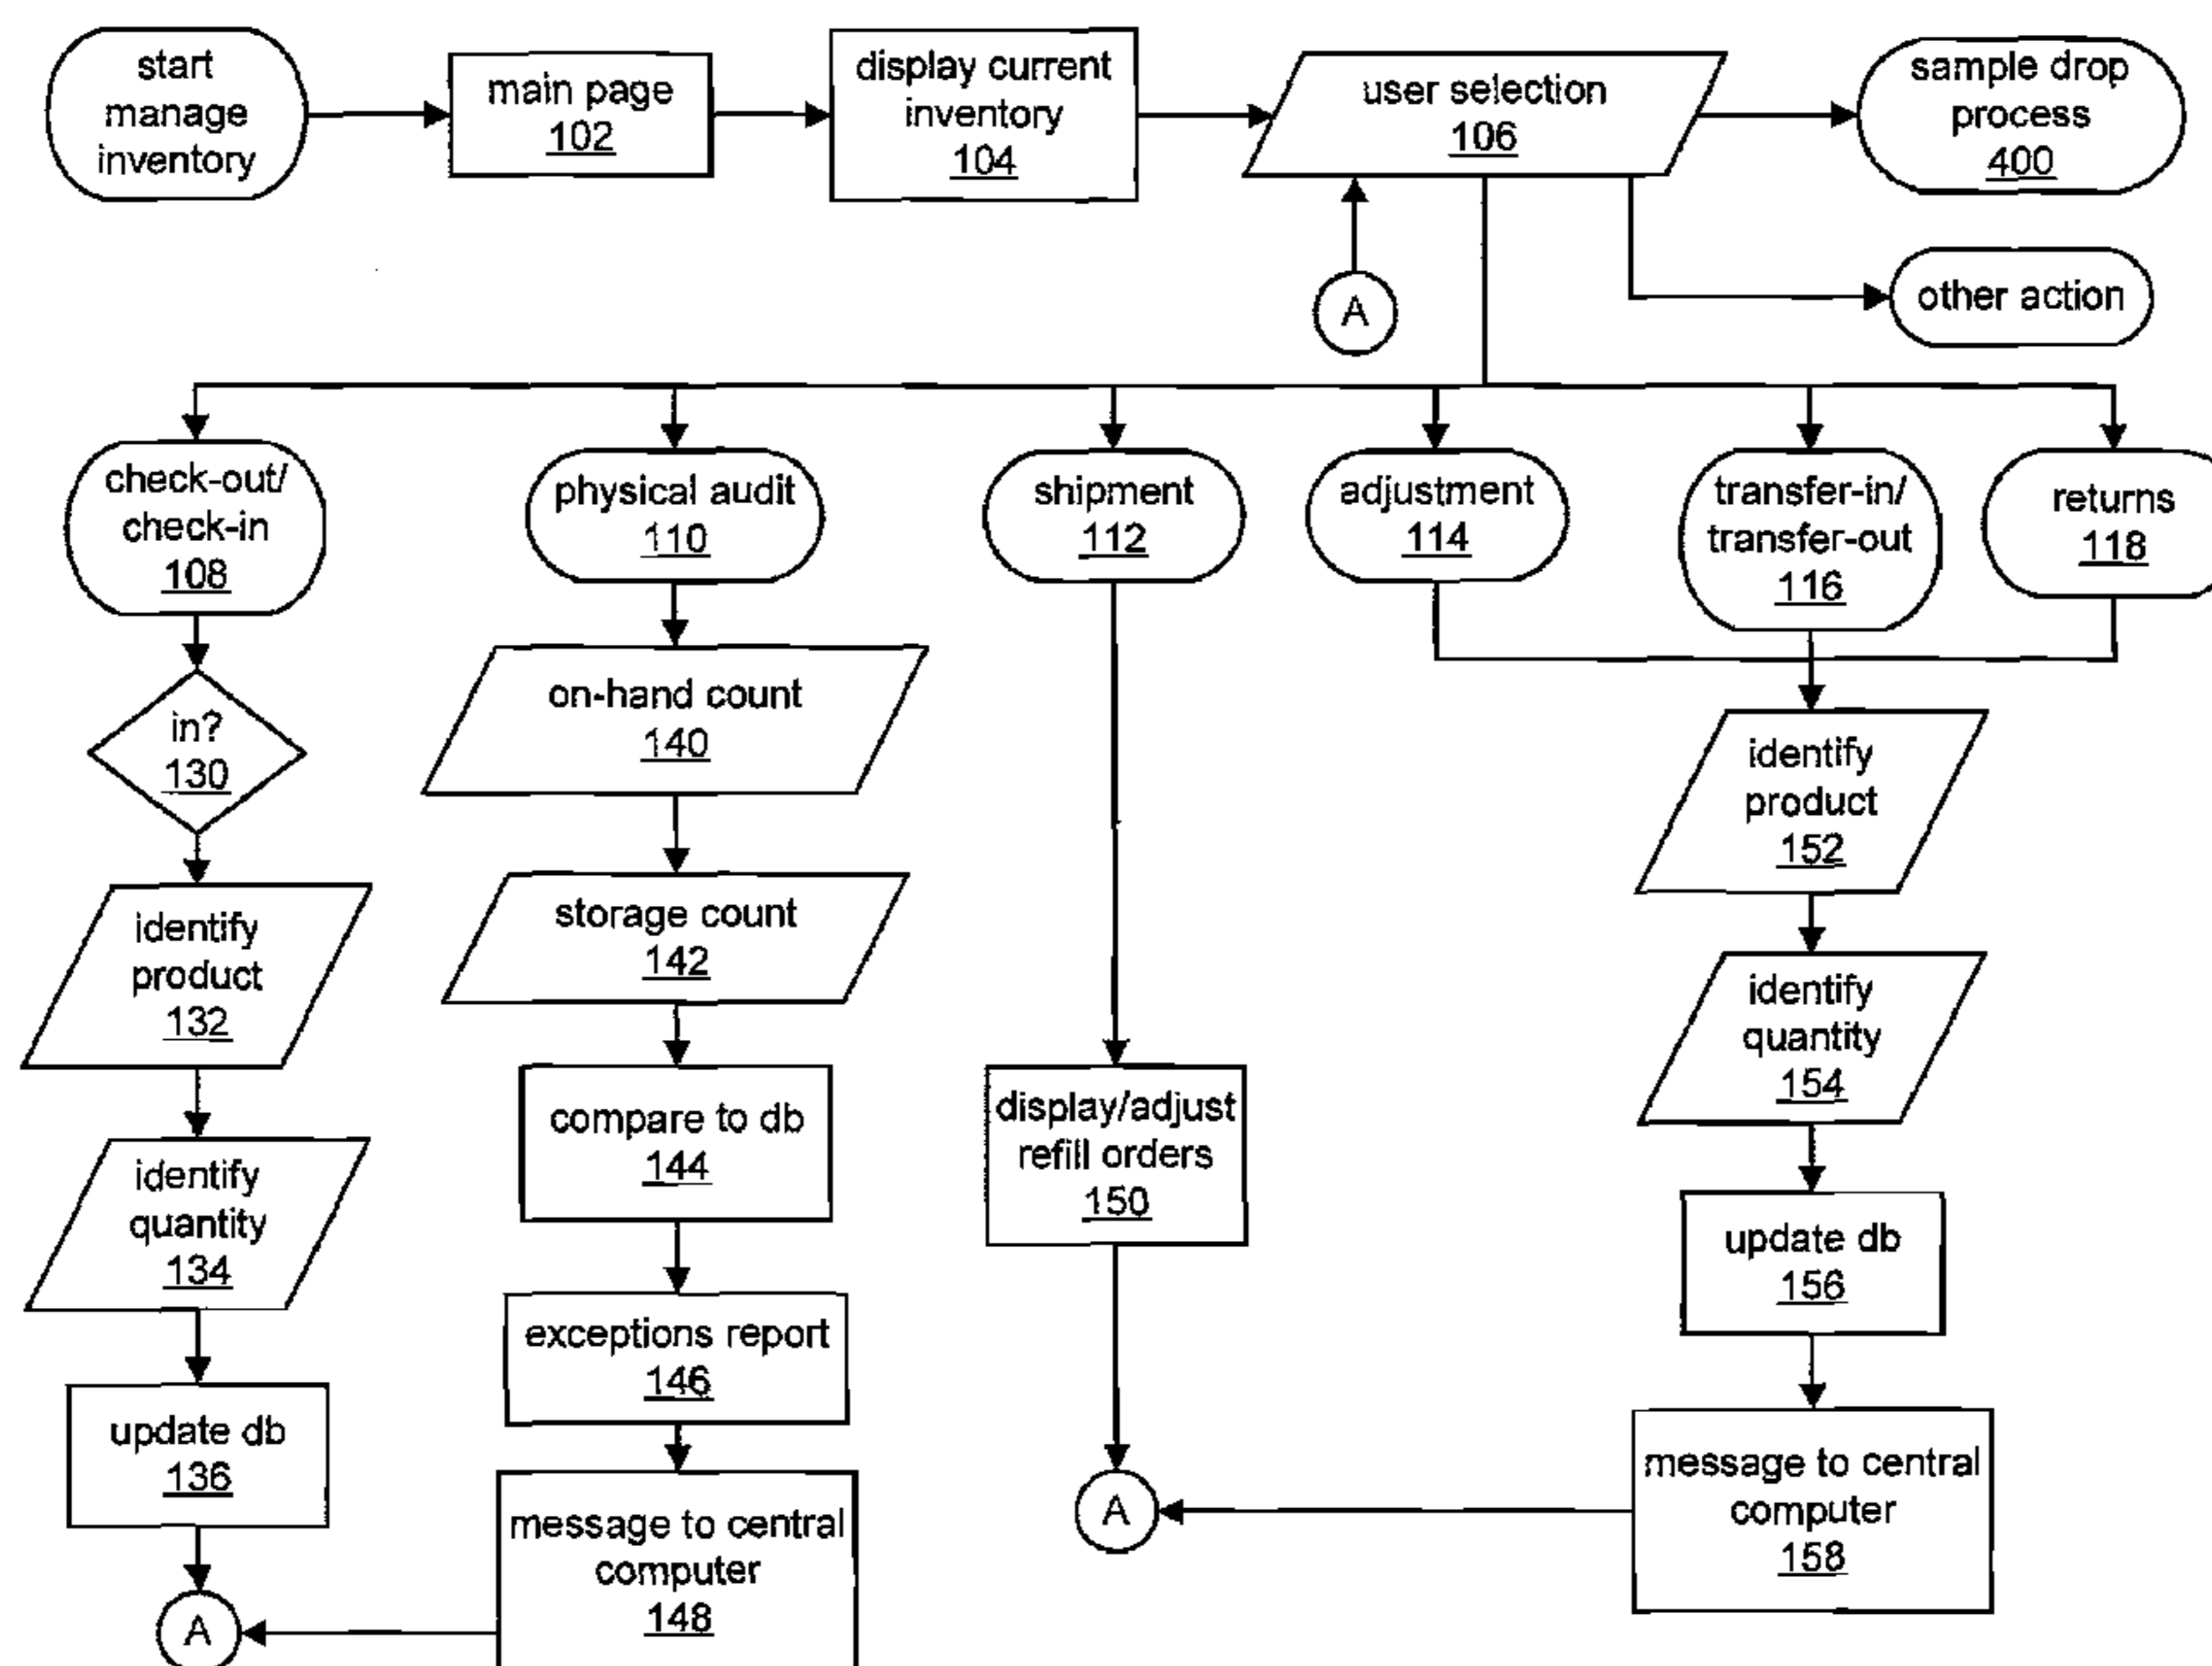 start
manage
inventory
main page
102
display current
inventory
104
user selection
106
sample drop
process
400
A
other action
check-out/
check-in
108
physical audit
110
shipment
112
adjustment
114
transfer-in/
transfer-out
116
returns
118
in?
130
identify
product
132
identify
quantity
134
update db
136
A
on-hand count
140
storage count
142
compare to db
144
exceptions report
146
message to central
computer
148
display/adjust
refill orders
150
A
identify
product
152
identify
quantity
154
update db
156
message to central
computer
158